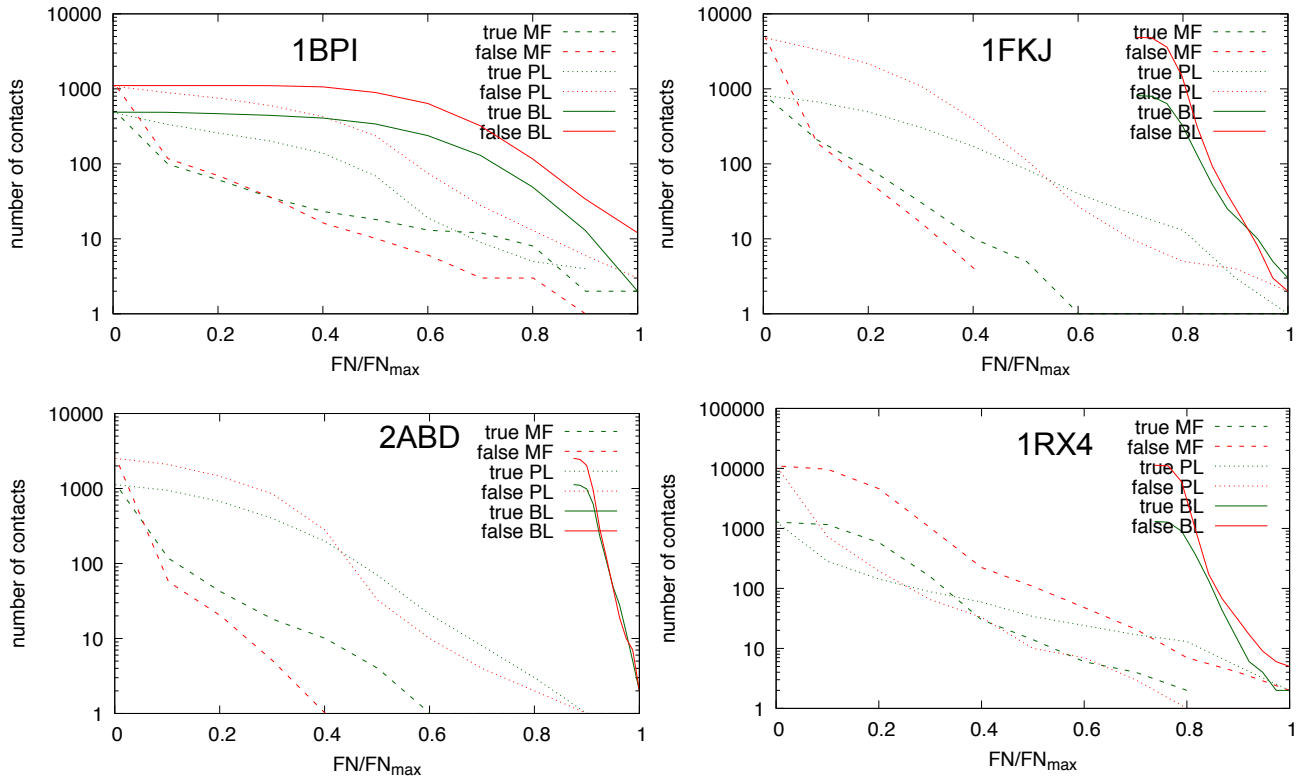 1BPI
number of contacts
10000
1000
100
10
1
true MF
false MF
true PL
false PL
true BL
false BL
0 0.2 0.4 0.6 0.8 1
FN/FNmax
1FKJ
number of contacts
10000
1000
100
10
1
true MF
false MF
true PL
false PL
true BL
false BL
0 0.2 0.4 0.6 0.8 1
FN/FNmax
2ABD
number of contacts
10000
1000
100
10
1
true MF
false MF
true PL
false PL
true BL
false BL
0 0.2 0.4 0.6 0.8 1
FN/FNmax
1RX4
number of contacts
100000
10000
1000
100
10
1
true MF
false MF
true PL
false PL
true BL
false BL
0 0.2 0.4 0.6 0.8 1
FN/FNmax